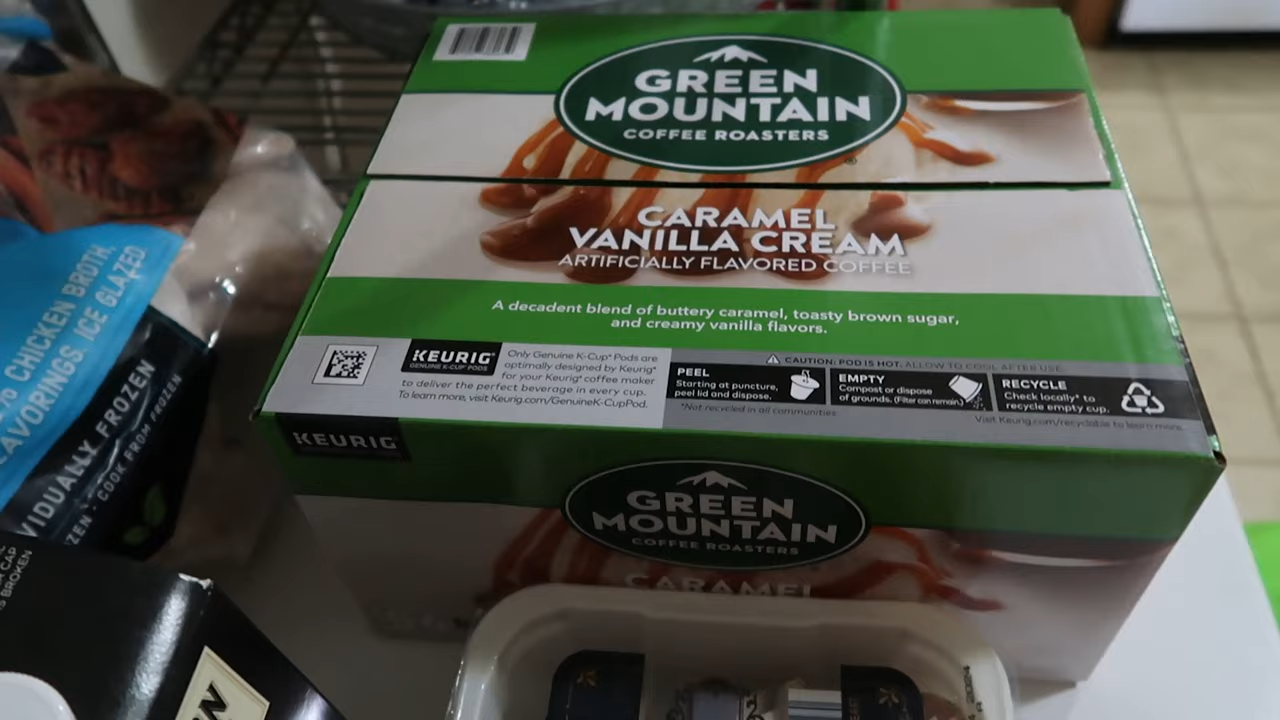 GREEN
MOUNTAIN
COFFEE ROASTERS
CARAMEL
VANILLA CREAM
ARTIFICIALLY FLAVORED COFFEE
A decadent blend of buttery caramel, toasty brown sugar,
and creamy vanilla flavors.
KEURIG
GENUINE K-CUP PODS
Only Genuine K-Cup® Pods are
optimally designed by Keurig®
for your Keurig® coffee maker
to deliver the perfect beverage in every cup.
To learn more, visit Keurig.com/GenuineK-CupPod.
CAUTION: POD IS HOT. ALLOW TO COOL AFTER USE.
PEEL
Starting at puncture,
peel lid and dispose.
EMPTY
Compost or dispose
of grounds. (Filter can remain.)
RECYCLE
Check locally* to
recycle empty cup.
*Not recycled in all communities
Visit Keurig.com/recyclable to learn more.
KEURIG
GREEN
MOUNTAIN
COFFEE ROASTERS
CARAMEL
% CHICKEN BROTH,
AVORINGS. ICE GLAZED
VIDUALLY FROZEN
ZEN · COOK FROM FROZEN
CAP
BROKEN
ON